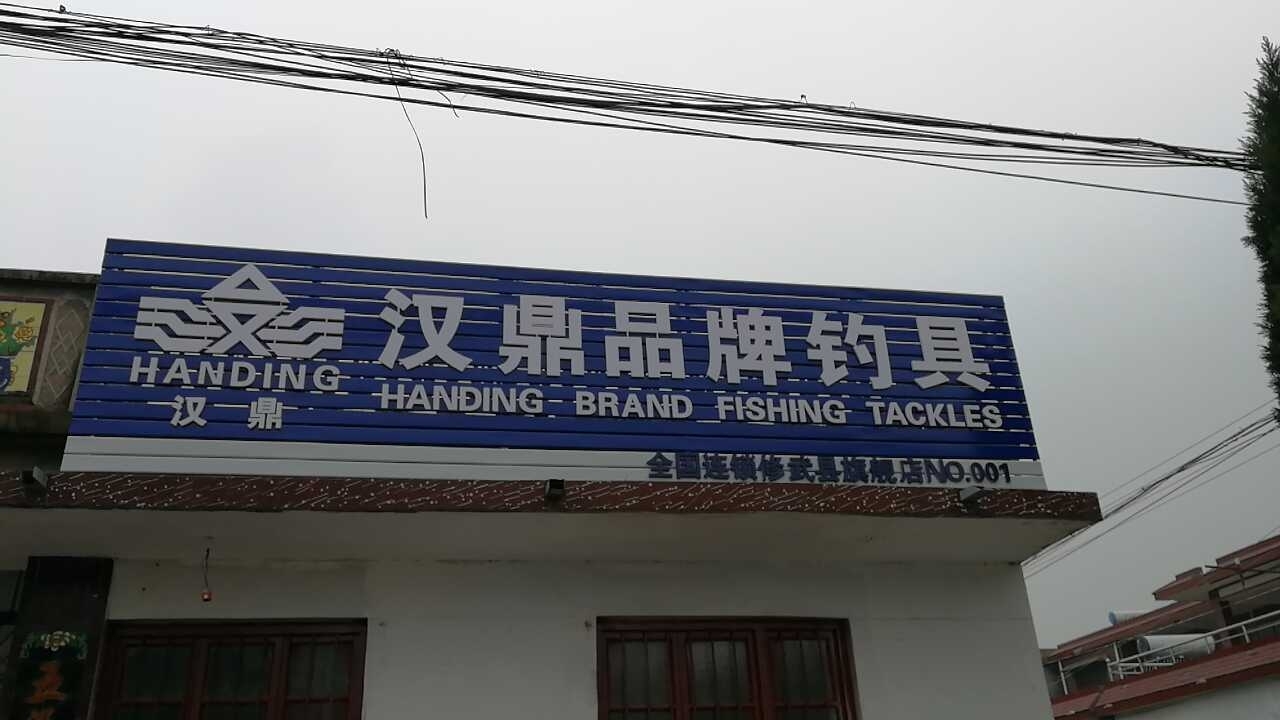 汉鼎品牌钓具
HANDING
HANDING BRAND FISHING TACKLES
汉鼎
全国连锁修武县旗舰店NO.001